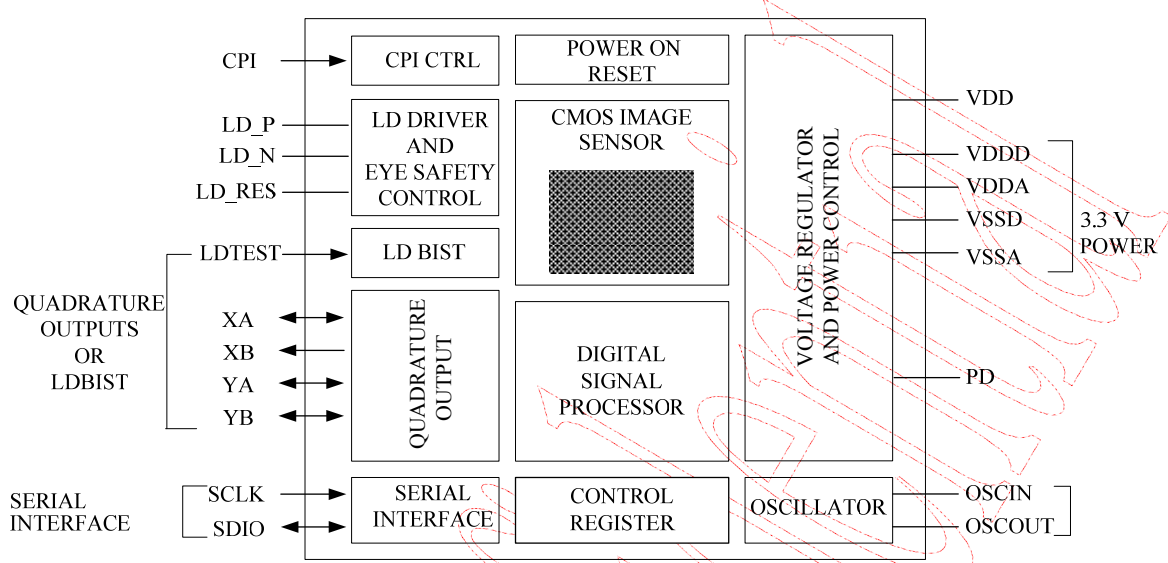 CPI
CPI CTRL
POWER ON
RESET
LD_P
LD_N
LD_RES
LD DRIVER
AND
EYE SAFETY
CONTROL
CMOS IMAGE
SENSOR
VOLTAGE REGULATOR
AND POWER CONTROL
VDD
VDDD
VDDA
VSSD
VSSA
3.3 V
POWER
LDTEST
LD BIST
QUADRATURE
OUTPUTS
OR
LDBIST
XA
XB
YA
YB
QUADRATURE
OUTPUT
DIGITAL
SIGNAL
PROCESSOR
PD
SERIAL
INTERFACE
SCLK
SDIO
SERIAL
INTERFACE
CONTROL
REGISTER
OSCILLATOR
OSCIN
OSCOUT